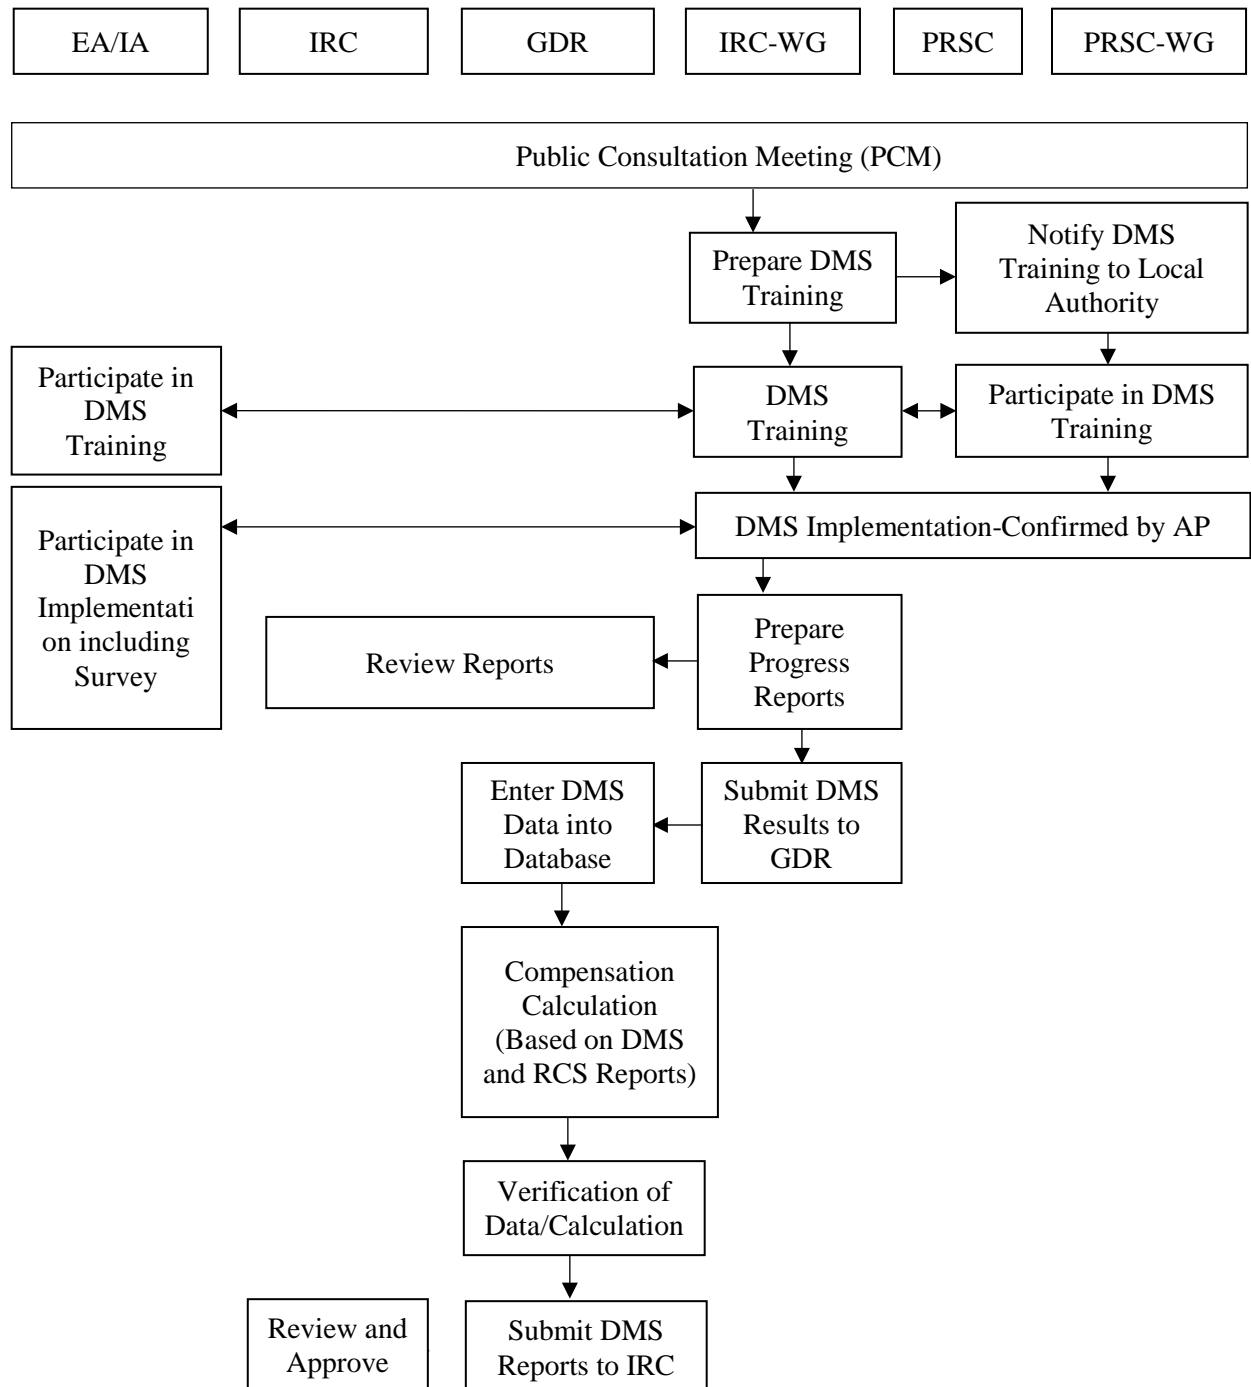 EA/IA
IRC
GDR
IRC-WG
PRSC
PRSC-WG
Public Consultation Meeting (PCM)
Prepare DMS
Training
Notify DMS
Training to Local
Authority
Participate in
DMS
Training
DMS
Training
Participate in DMS
Training
Participate in
DMS
Implementati
on including
Survey
DMS Implementation-Confirmed by AP
Review Reports
Prepare
Progress
Reports
Enter DMS
Data into
Database
Submit DMS
Results to
GDR
Compensation
Calculation
(Based on DMS
and RCS Reports)
Verification of
Data/Calculation
Review and
Approve
Submit DMS
Reports to IRC